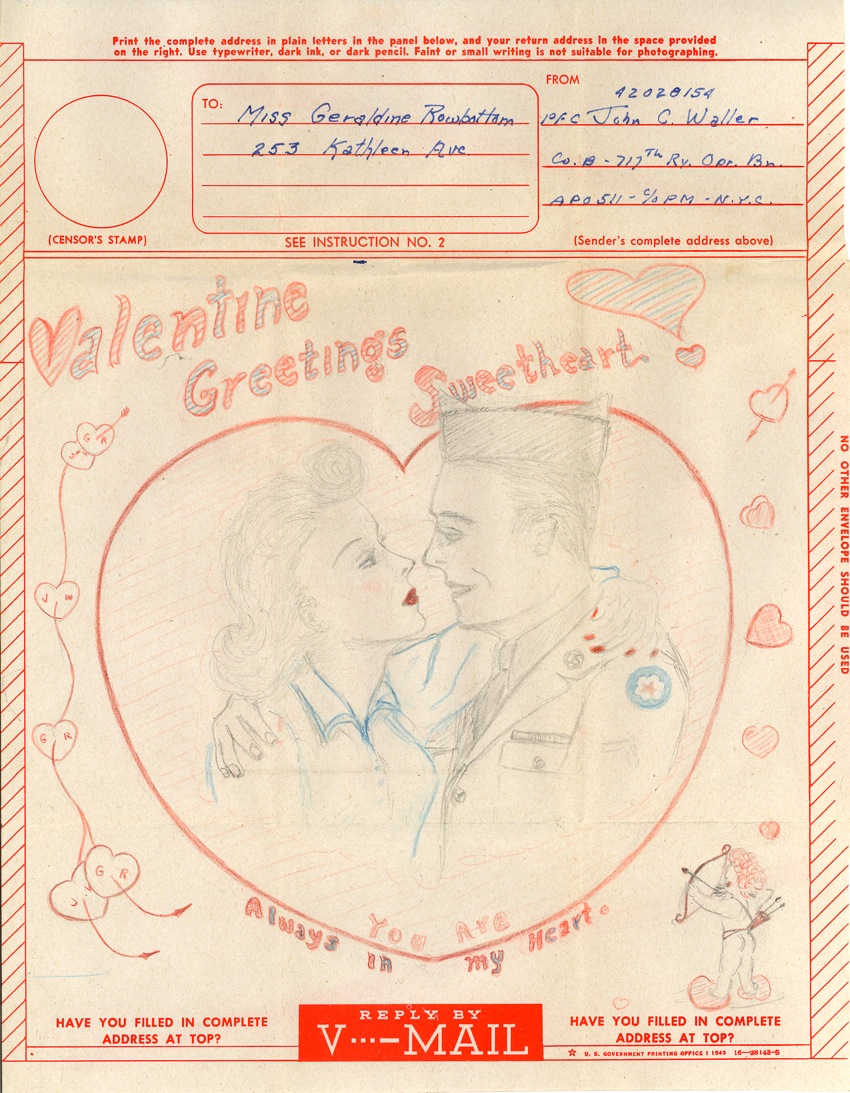 Print the complete address in plain letters in the panel below, and your return address in the space provided
on the right. Use typewriter, dark ink, or dark pencil. Faint or small writing is not suitable for photographing.
FROM
42028154
TO: Miss Geraldine Rowbottom
PFC John C. Waller
253 Kathleen Ave.
Co. B - 717th Ry. Opr. Bn.
APO 511 - c/o PM - N.Y.C.
(CENSOR'S STAMP)
SEE INSTRUCTION NO. 2
(Sender's complete address above)
Valentine
Greetings
Sweetheart.
G R
J W
J W
G R
G R
J
NO OTHER ENVELOPE SHOULD BE USED
You Are
Always in my Heart.
HAVE YOU FILLED IN COMPLETE
ADDRESS AT TOP?
REPLY BY
V···—MAIL
HAVE YOU FILLED IN COMPLETE
ADDRESS AT TOP?
☆ U. S. GOVERNMENT PRINTING OFFICE : 1943 16—28143-5